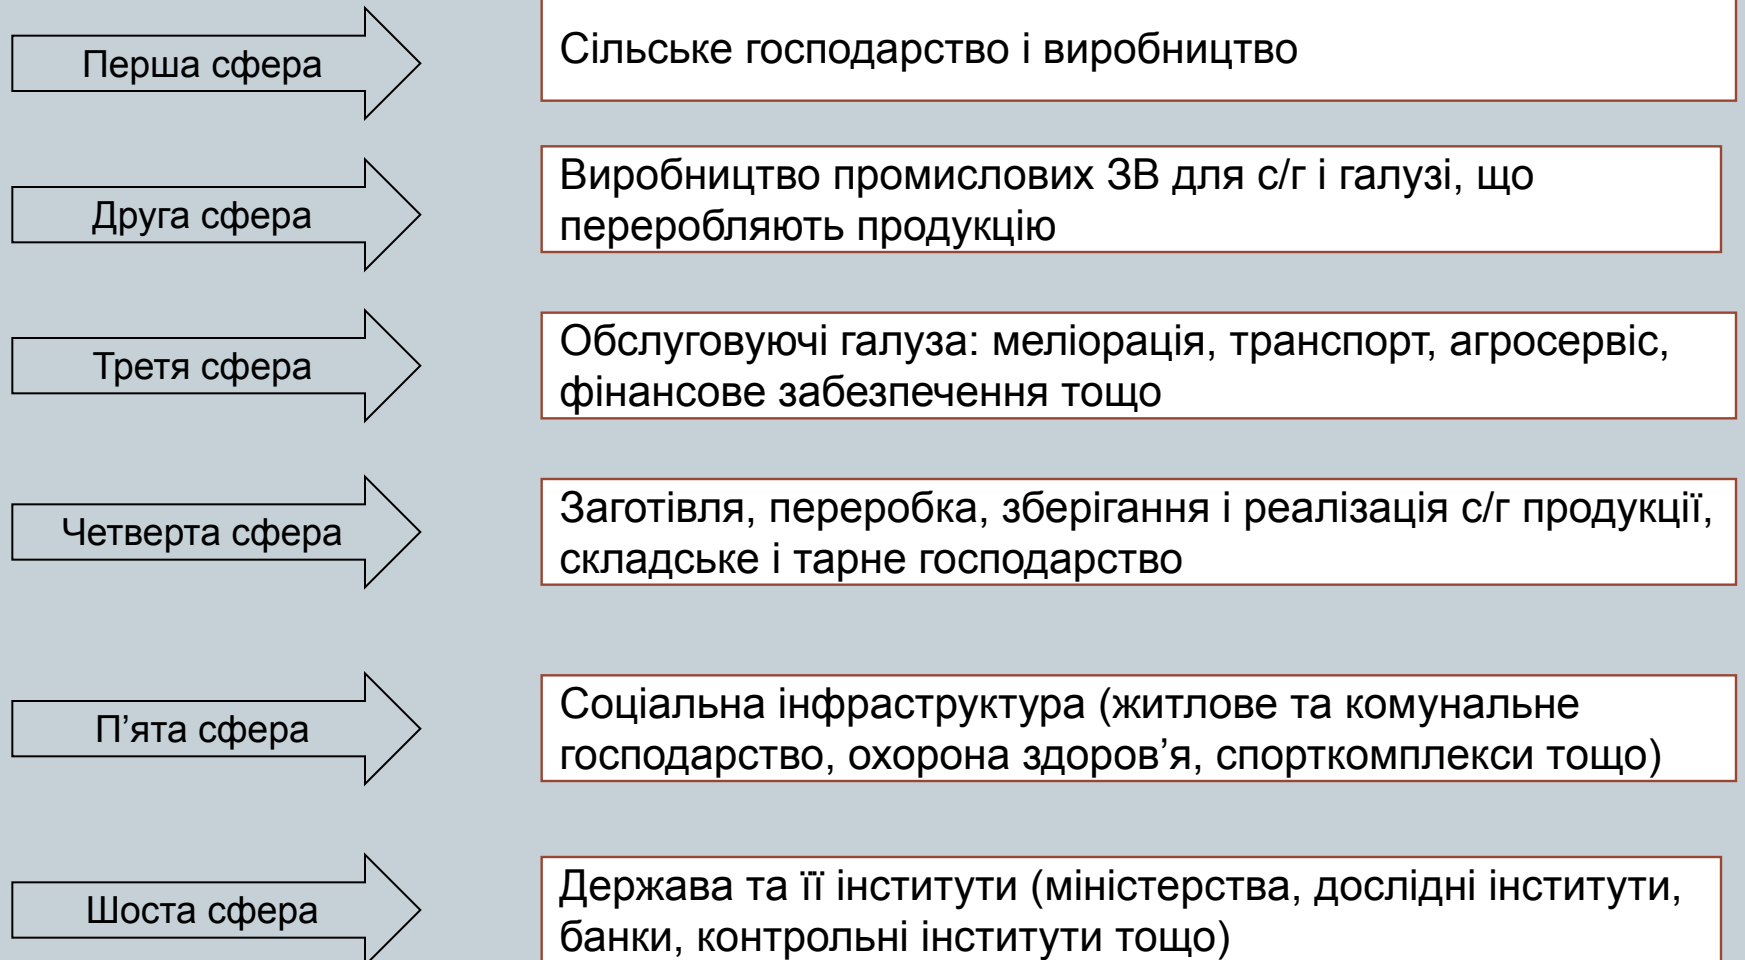 Перша сфера
Сільське господарство і виробництво
Друга сфера
Виробництво промислових ЗВ для с/г і галузі, що
переробляють продукцію
Третя сфера
Обслуговуючі галуза: меліорація, транспорт, агросервіс,
фінансове забезпечення тощо
Четверта сфера
Заготівля, переробка, зберігання і реалізація с/г продукції,
складське і тарне господарство
П’ята сфера
Соціальна інфраструктура (житлове та комунальне
господарство, охорона здоров’я, спорткомплекси тощо)
Шоста сфера
Держава та її інститути (міністерства, дослідні інститути,
банки, контрольні інститути тощо)